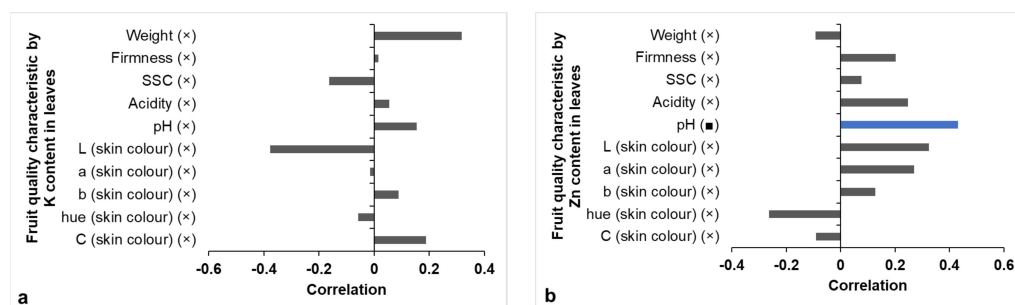 Fruit quality characteristic by
K content in leaves
Weight (×)
Firmness (×)
SSC (×)
Acidity (×)
pH (×)
L (skin colour) (×)
a (skin colour) (×)
b (skin colour) (×)
hue (skin colour) (×)
C (skin colour) (×)
-0.6 -0.4 -0.2 0 0.2 0.4
Correlation
a
Fruit quality characteristic by
Zn content in leaves
Weight (×)
Firmness (×)
SSC (×)
Acidity (×)
pH (■)
L (skin colour) (×)
a (skin colour) (×)
b (skin colour) (×)
hue (skin colour) (×)
C (skin colour) (×)
-0.4 -0.2 0 0.2 0.4 0.6
Correlation
b